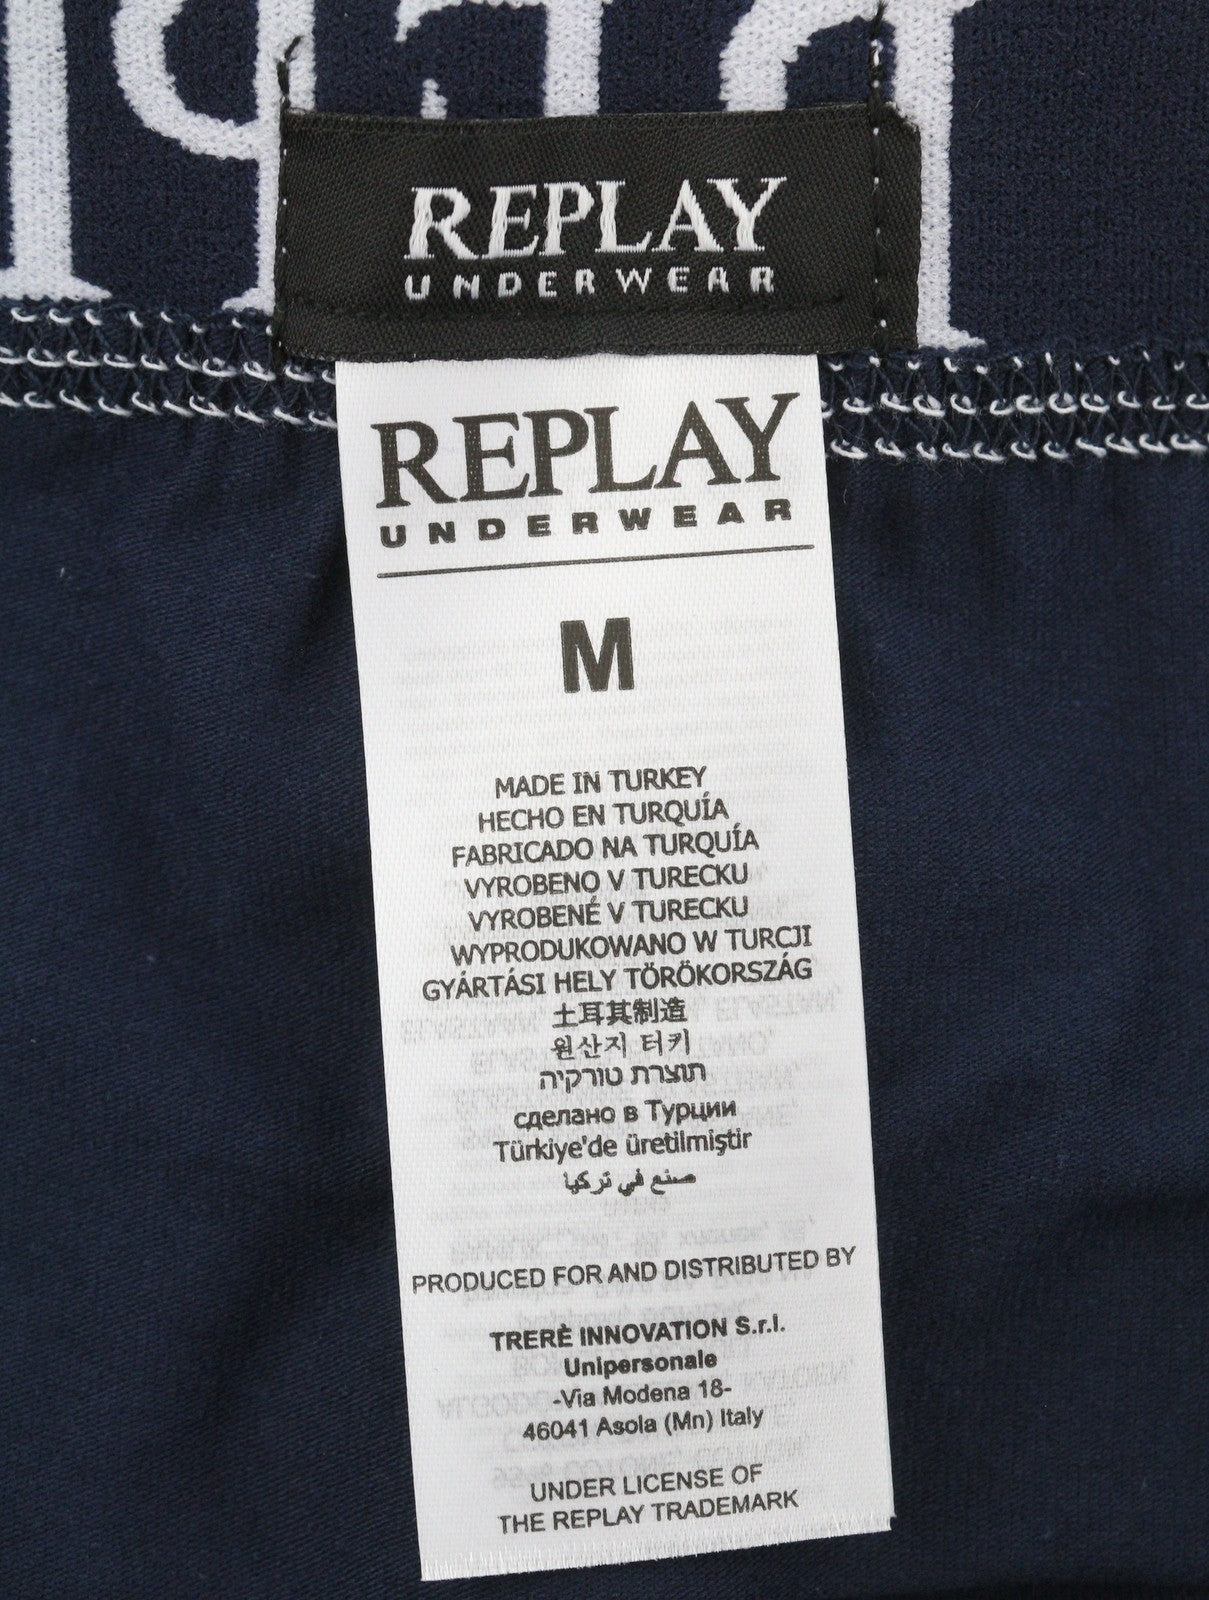 REPLAY
UNDERWEAR
REPLAY
UNDERWEAR
M
MADE IN TURKEY
HECHO EN TURQUÍA
FABRICADO NA TURQUÍA
VYROBENO V TURECKU
VYROBENÉ V TURECKU
WYPRODUKOWANO W TURCJI
GYÁRTÁSI HELY TÖRÖKORSZÁG
土耳其制造
원산지 터키
תוצרת טורקיה
сделано в Турции
Türkiye'de üretilmiştir
صنع في تركيا
PRODUCED FOR AND DISTRIBUTED BY
TRERÈ INNOVATION S.r.l.
Unipersonale
-Via Modena 18-
46041 Asola (Mn) Italy
UNDER LICENSE OF
THE REPLAY TRADEMARK